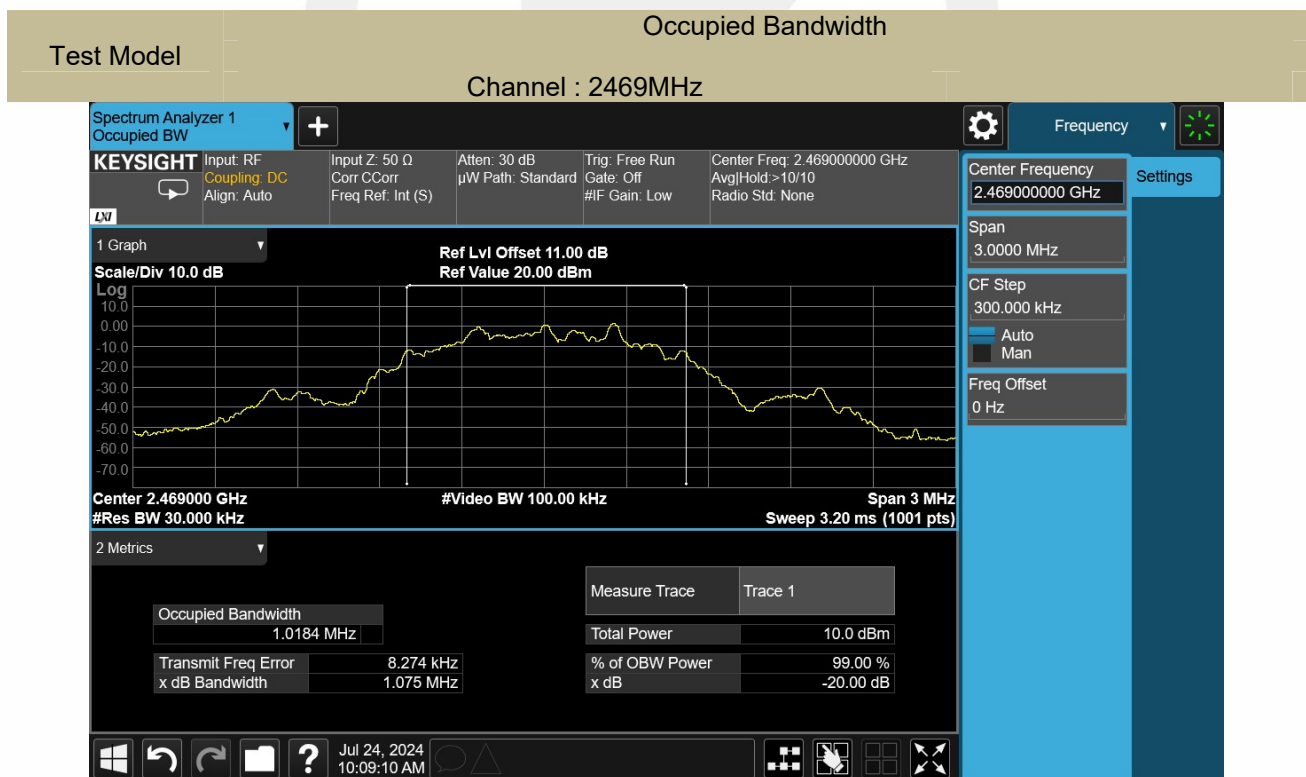 Occupied Bandwidth
Test Model
Channel : 2469MHz
Spectrum Analyzer 1
Occupied BW
Frequency
KEYSIGHT
LXI
Input: RF
Coupling: DC
Align: Auto
Input Z: 50 Ω
Corr CCorr
Freq Ref: Int (S)
Atten: 30 dB
µW Path: Standard
Trig: Free Run
Gate: Off
#IF Gain: Low
Center Freq: 2.469000000 GHz
Avg|Hold:>10/10
Radio Std: None
Center Frequency
2.469000000 GHz
Settings
Span
3.0000 MHz
CF Step
300.000 kHz
Auto
Man
Freq Offset
0 Hz
1 Graph
Scale/Div 10.0 dB
Ref Lvl Offset 11.00 dB
Ref Value 20.00 dBm
Log
10.0
0.00
-10.0
-20.0
-30.0
-40.0
-50.0
-60.0
-70.0
Center 2.469000 GHz
#Video BW 100.00 kHz
Span 3 MHz
#Res BW 30.000 kHz
Sweep 3.20 ms (1001 pts)
2 Metrics
Measure Trace Trace 1
Occupied Bandwidth
1.0184 MHz
Total Power 10.0 dBm
Transmit Freq Error 8.274 kHz
% of OBW Power 99.00 %
x dB Bandwidth 1.075 MHz
x dB -20.00 dB
?
Jul 24, 2024
10:09:10 AM